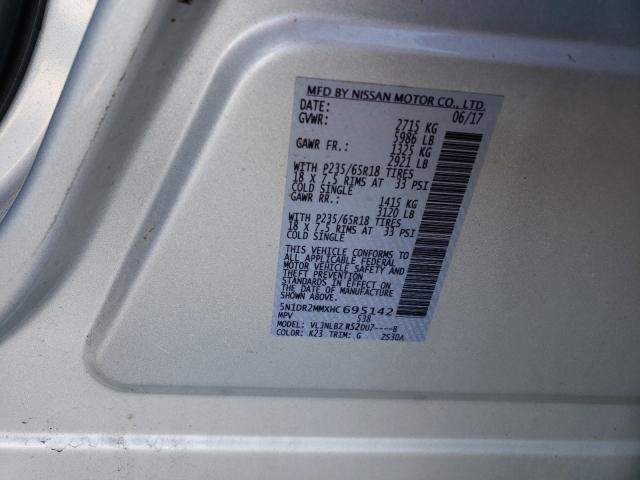 MFD BY NISSAN MOTOR CO., LTD.
DATE: 06/17
GVWR: 2715 KG
5986 LB
GAWR FR.: 1325 KG
2921 LB
WITH P235/65R18 TIRES
18 X 7.5 RIMS AT 33 PSI
COLD SINGLE
GAWR RR.: 1415 KG
3120 LB
WITH P235/65R18 TIRES
18 X 7.5 RIMS AT 33 PSI
COLD SINGLE
THIS VEHICLE CONFORMS TO
ALL APPLICABLE FEDERAL
MOTOR VEHICLE SAFETY AND
THEFT PREVENTION
STANDARDS IN EFFECT ON THE
DATE OF MANUFACTURE
SHOWN ABOVE.
5N1DR2MMXHC695142
MPV 538
MODEL: VLJNLBZ R52UU7----B
COLOR: K23 TRIM: G 2530A